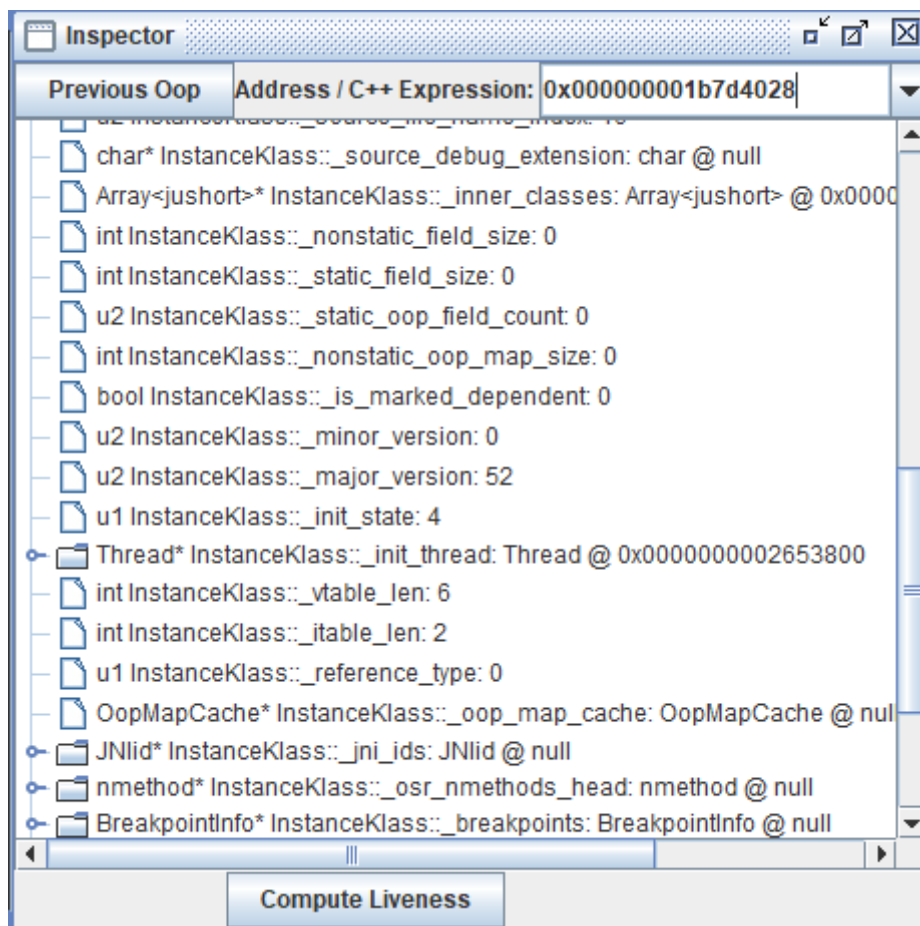 Inspector
Previous Oop Address / C++ Expression: 0x000000001b7d4028
u2 InstanceKlass::_source_file_name_index:
char* InstanceKlass::_source_debug_extension: char @ null
Array<jushort>* InstanceKlass::_inner_classes: Array<jushort> @ 0x0000
int InstanceKlass::_nonstatic_field_size: 0
int InstanceKlass::_static_field_size: 0
u2 InstanceKlass::_static_oop_field_count: 0
int InstanceKlass::_nonstatic_oop_map_size: 0
bool InstanceKlass::_is_marked_dependent: 0
u2 InstanceKlass::_minor_version: 0
u2 InstanceKlass::_major_version: 52
u1 InstanceKlass::_init_state: 4
Thread* InstanceKlass::_init_thread: Thread @ 0x0000000002653800
int InstanceKlass::_vtable_len: 6
int InstanceKlass::_itable_len: 2
u1 InstanceKlass::_reference_type: 0
OopMapCache* InstanceKlass::_oop_map_cache: OopMapCache @ nul
JNIid* InstanceKlass::_jni_ids: JNIid @ null
nmethod* InstanceKlass::_osr_nmethods_head: nmethod @ null
BreakpointInfo* InstanceKlass::_breakpoints: BreakpointInfo @ null
Compute Liveness